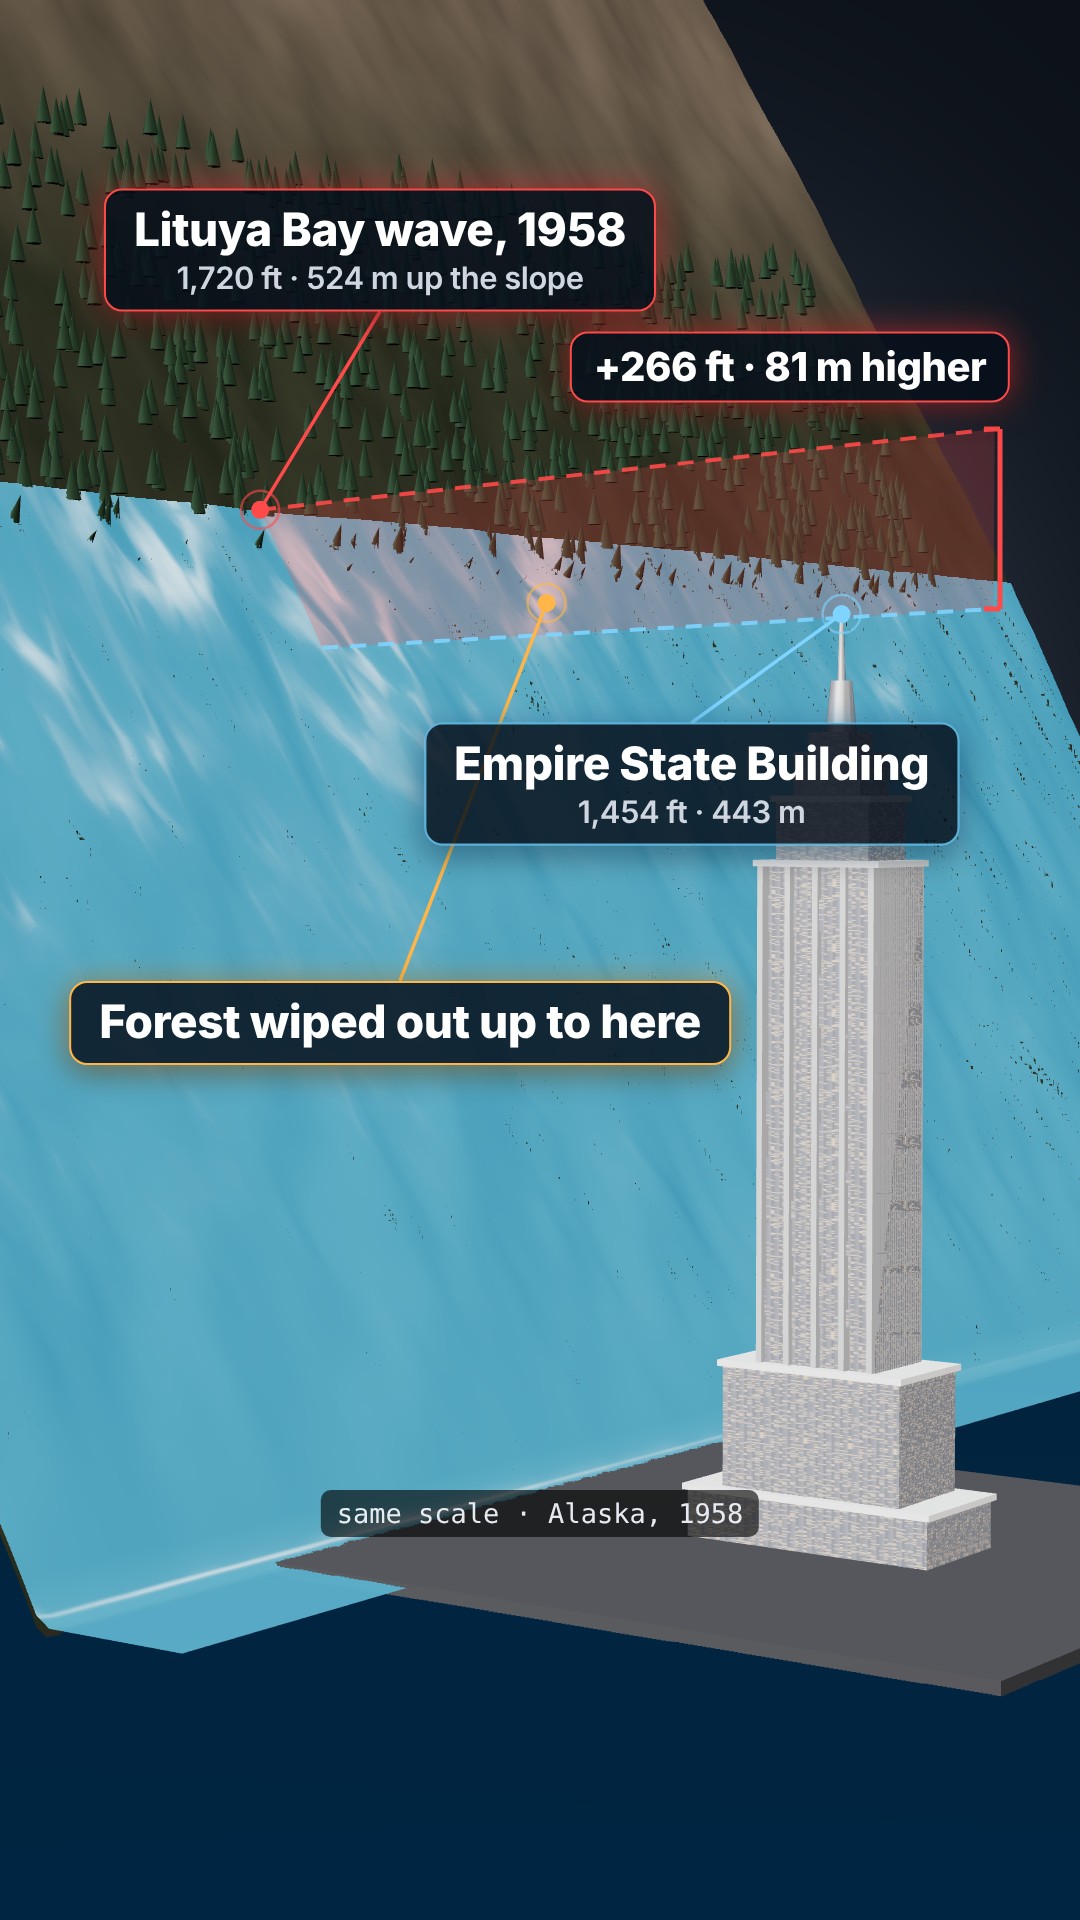 Lituya Bay wave, 1958
1,720 ft · 524 m up the slope
+266 ft · 81 m higher
Empire State Building
1,454 ft · 443 m
Forest wiped out up to here
same scale · Alaska, 1958